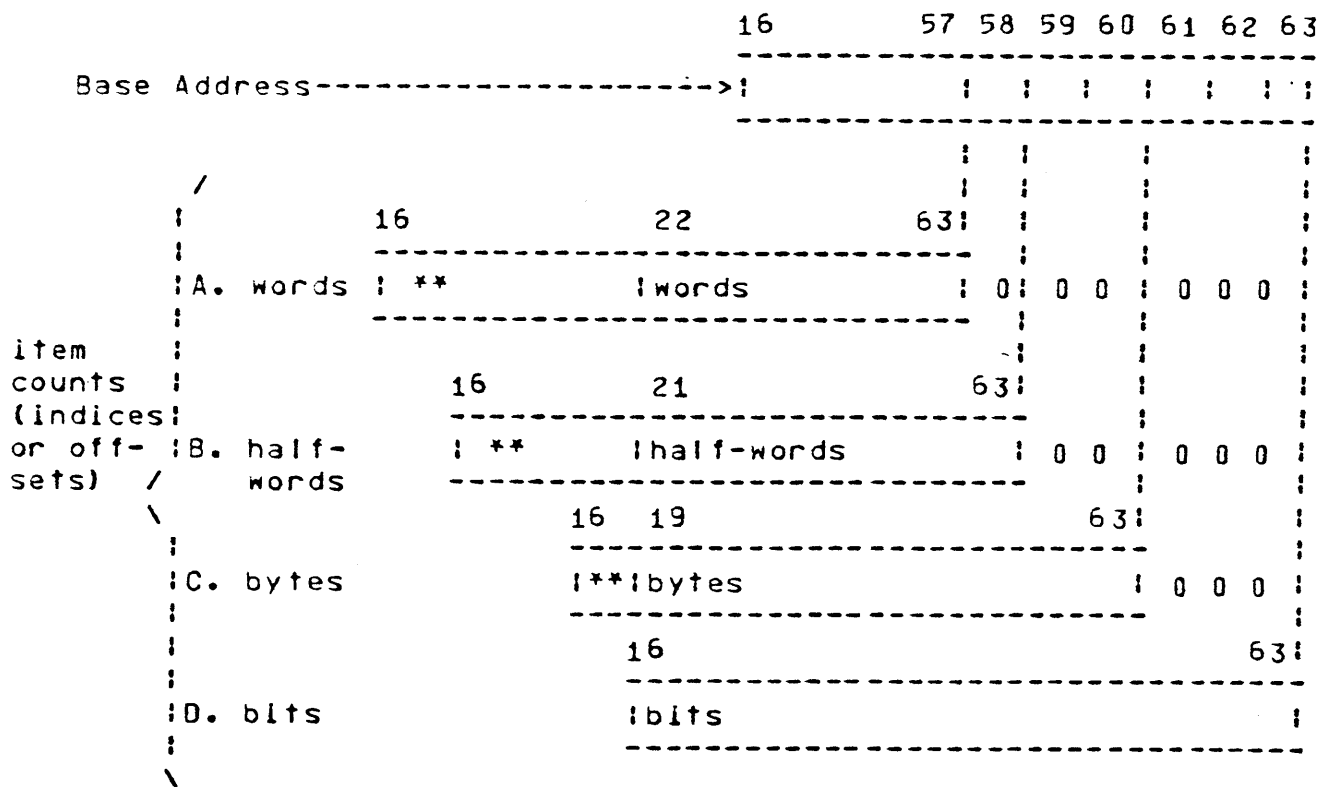 16 57 58 59 60 61 62 63
Base Address
16 22 63
A. words ** words 0 0 0 0 0 0
item
counts 16 21 63
(indices
or off- B. half- ** half-words 0 0 0 0 0
sets) words
16 19 63
C. bytes ** bytes 0 0 0
16 63
D. bits bits